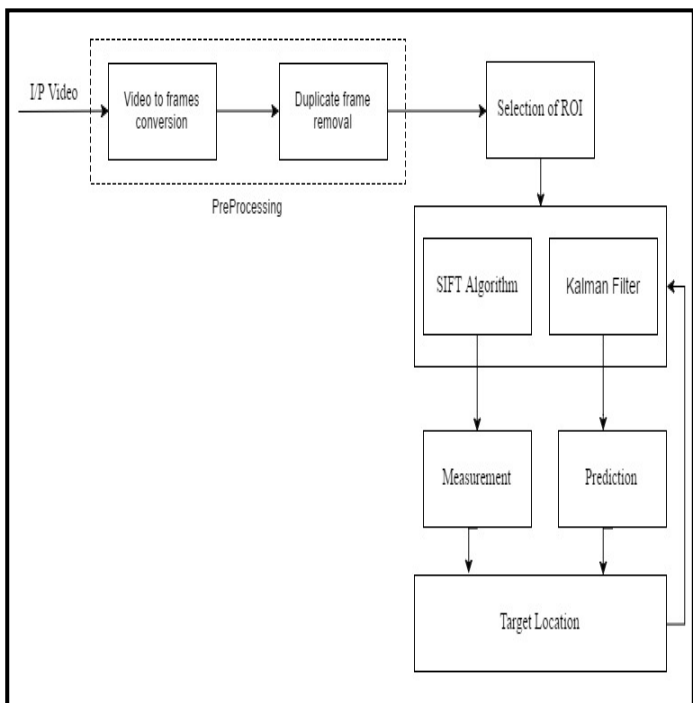 I/P Video
Video to frames
conversion
Duplicate frame
removal
Selection of ROI
PreProcessing
SIFT Algorithm
Kalman Filter
Measurement
Prediction
Target Location